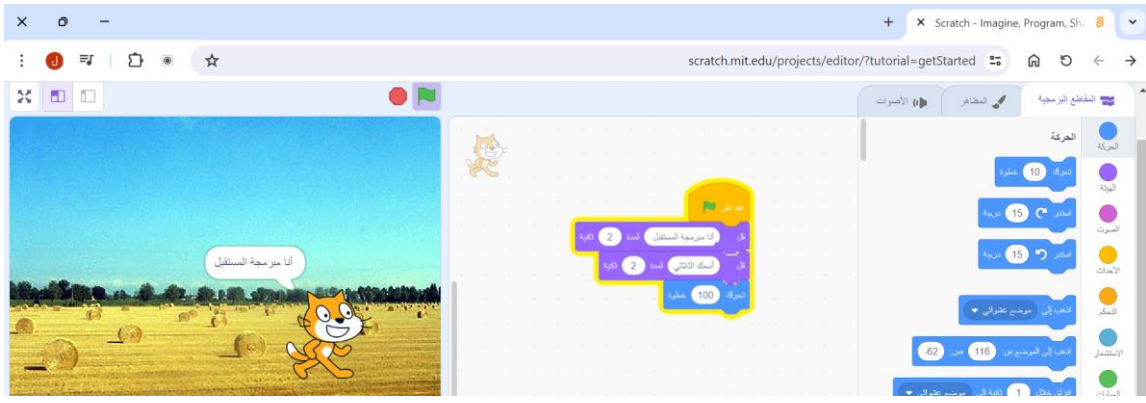 Scratch - Imagine, Program, Sh
scratch.mit.edu/projects/editor/?tutorial=getStarted
J
المقاطع البرمجية
المظاهر
الأصوات
الحركة
الحركة
الهيئة
الصوت
الأحداث
التحكم
الاستشعار
تحرك 10 خطوة
استدر 15 درجة
استدر 15 درجة
اذهب إلى موضع عشوائي
اذهب إلى الموضع س: 116 ص: -62
انزلق خلال 1 ثانية إلى موضع عشوائي
عند نقر
قل أنا مبرمجة المستقبل لمدة 2 ثانية
قل أسمك الثلاثي لمدة 2 ثانية
تحرك 100 خطوة
أنا مبرمجة المستقبل